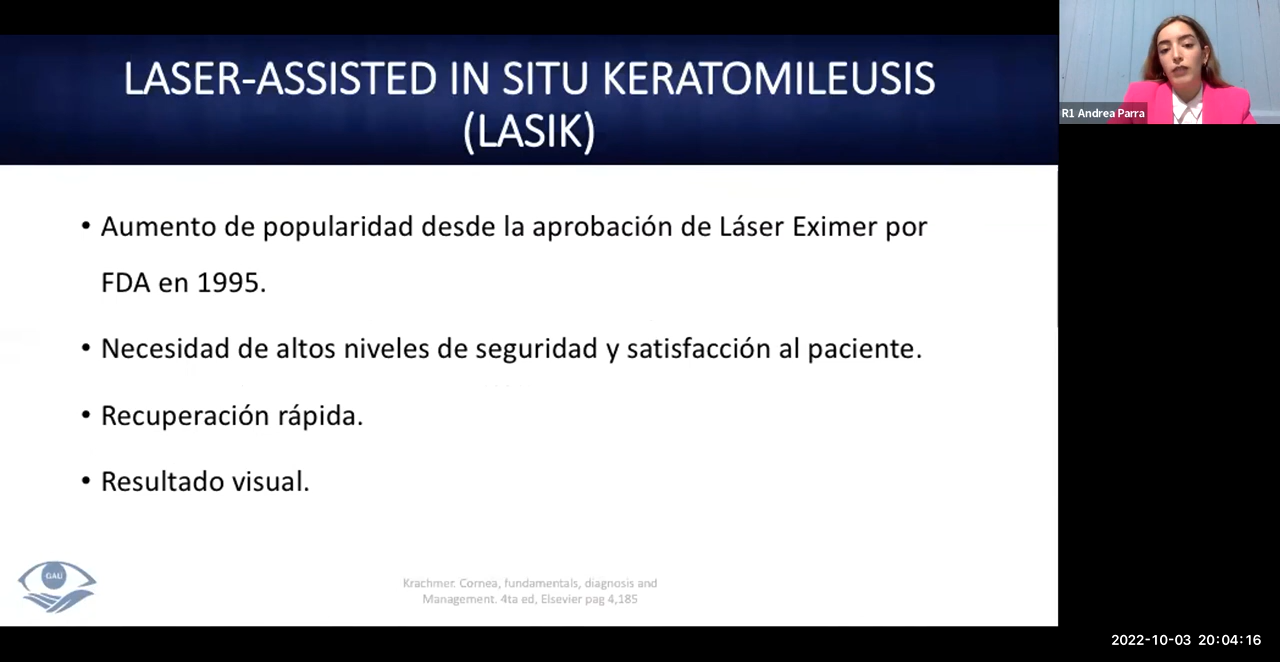 LASER-ASSISTED IN SITU KERATOMILEUSIS
(LASIK)
• Aumento de popularidad desde la aprobación de Láser Eximer por
FDA en 1995.
• Necesidad de altos niveles de seguridad y satisfacción al paciente.
• Recuperación rápida.
• Resultado visual.
GAU
Krachmer. Cornea, fundamentals, diagnosis and
Management. 4ta ed, Elsevier pag 4,185
R1 Andrea Parra
2022-10-03 20:04:16